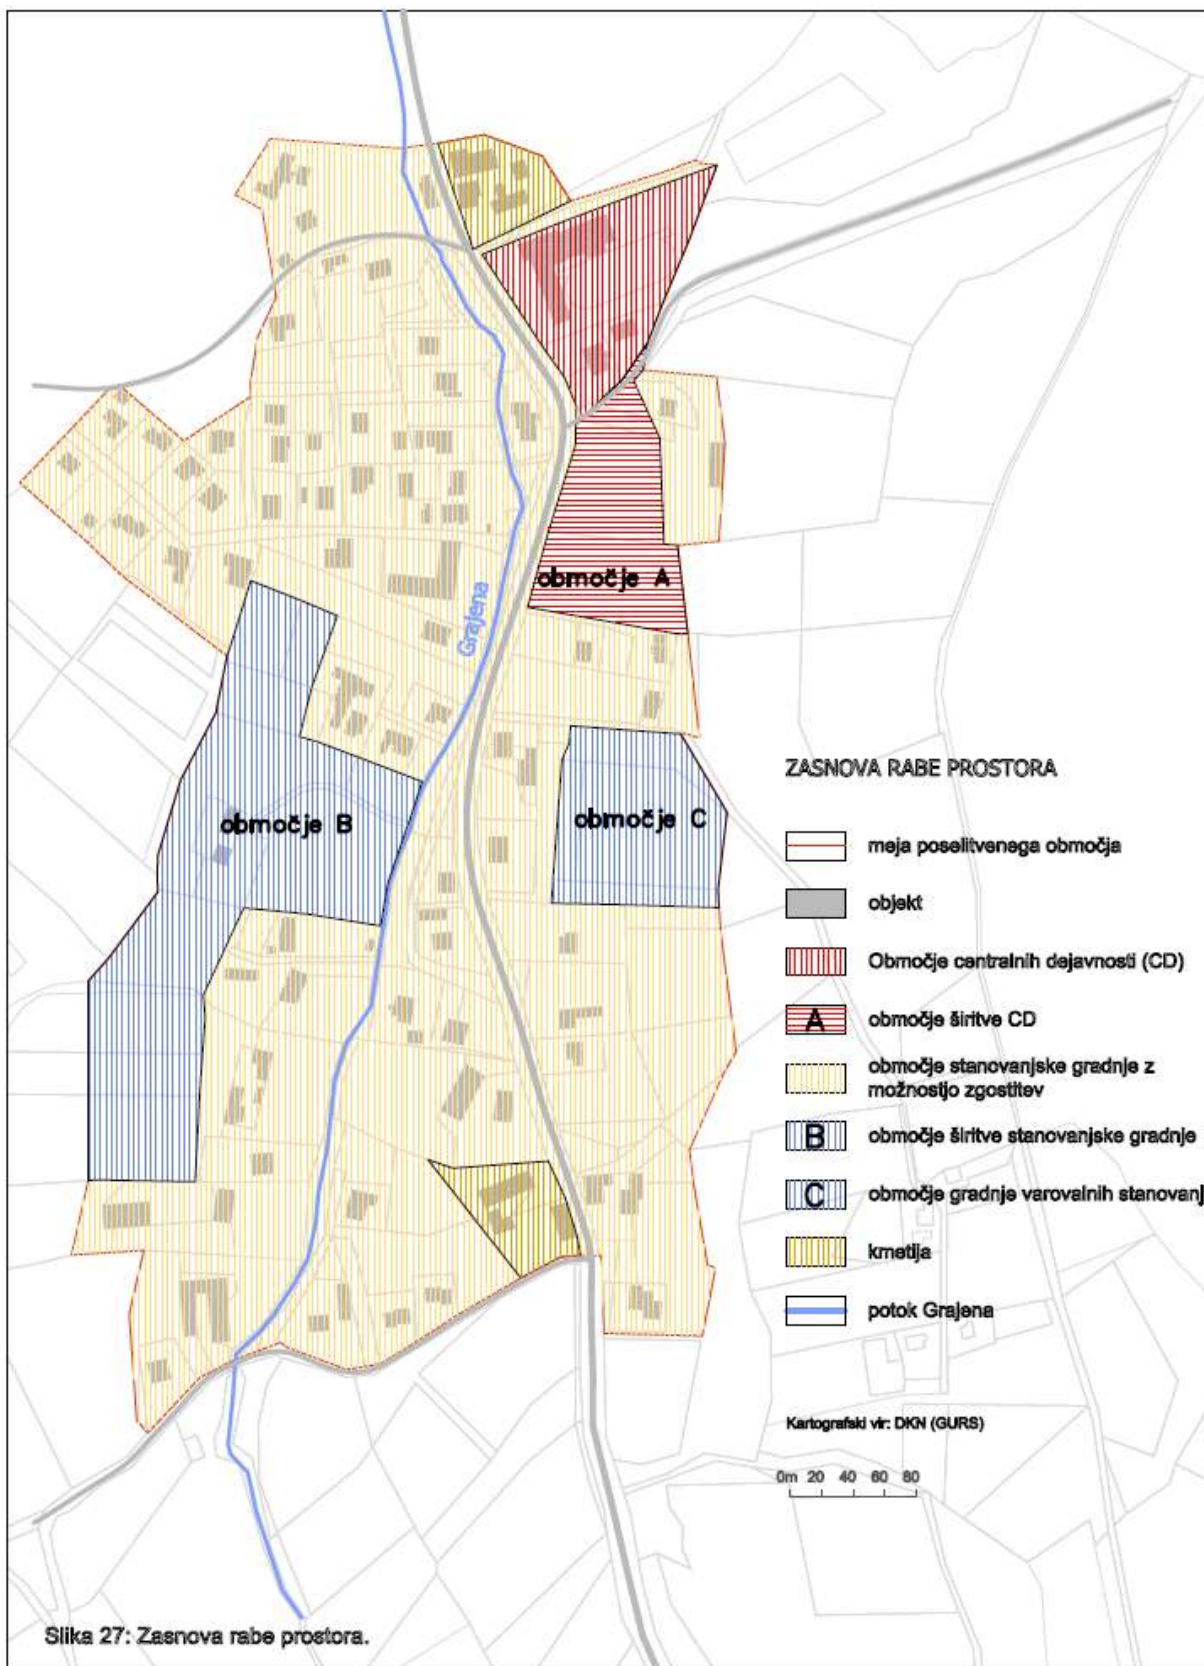 območje A
Grajena
območje B
območje C
ZASNOVA RABE PROSTORA
meja poselitvenega območja
objekt
Območje centralnih dejavnosti (CD)
A območje širitve CD
območje stanovanjske gradnje z
možnostjo zgostitev
B območje širitve stanovanjske gradnje
C območje gradnje varovalnih stanovanj
kmetija
potok Grajena
Kartografski vir: DKN (GURS)
0m 20 40 60 80
Slika 27: Zasnova rabe prostora.